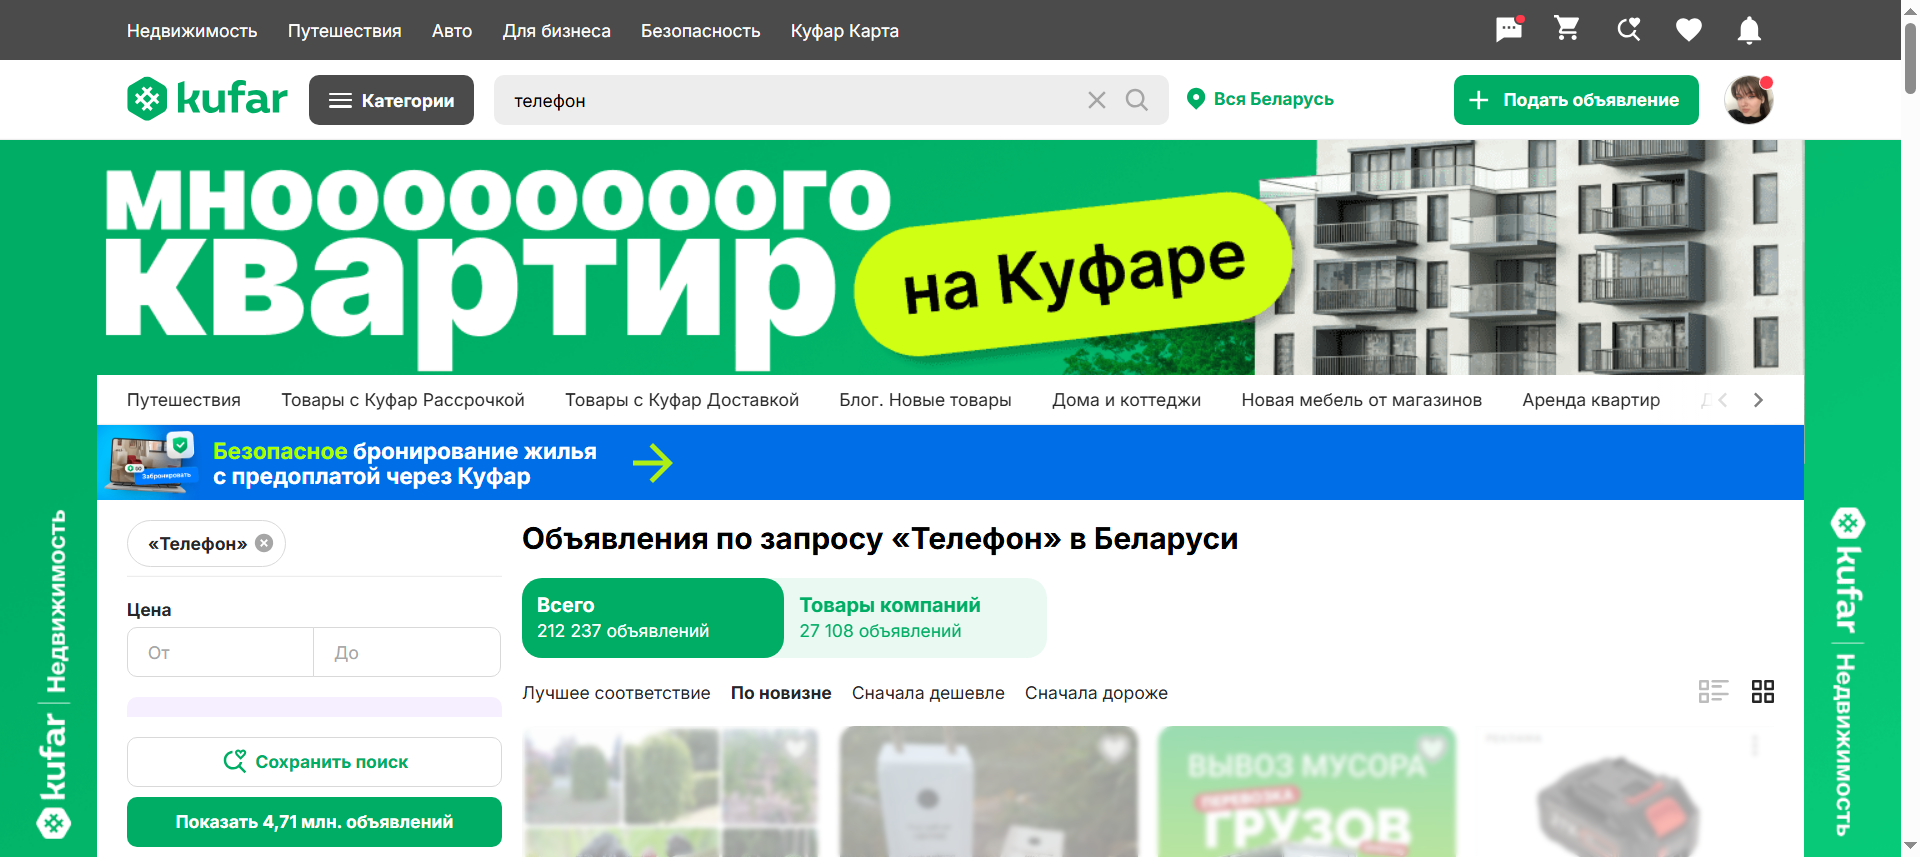 Недвижимость Путешествия Авто Для бизнеса Безопасность Куфар Карта
kufar
Категории
телефон
Вся Беларусь
Подать объявление
мнооооооооого
квартир
на Куфаре
Путешествия Товары с Куфар Рассрочкой Товары с Куфар Доставкой Блог. Новые товары Дома и коттеджи Новая мебель от магазинов Аренда квартир
Забронировать
Безопасное бронирование жилья
с предоплатой через Куфар
kufar | Недвижимость
«Телефон»
Цена
От До
Сохранить поиск
Показать 4,71 млн. объявлений
Объявления по запросу «Телефон» в Беларуси
Всего
212 237 объявлений
Товары компаний
27 108 объявлений
Лучшее соответствие По новизне Сначала дешевле Сначала дороже
ВЫВОЗ МУСОРА
ПЕРЕВОЗКА
ГРУЗОВ
kufar | Недвижимость